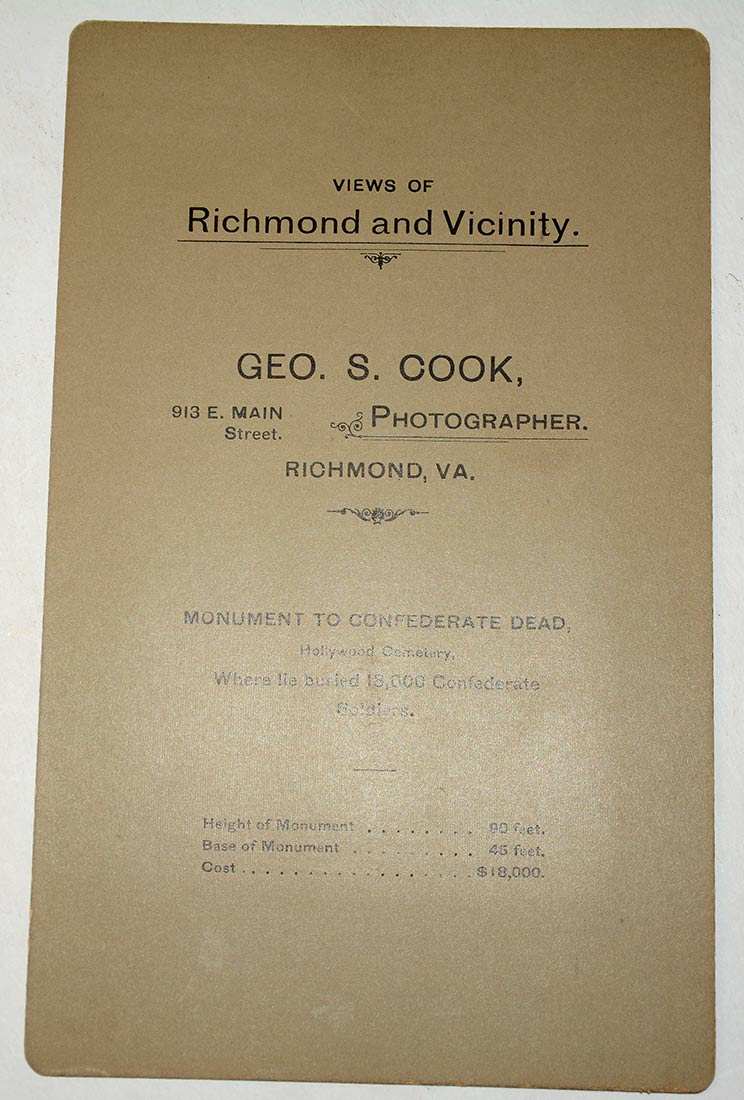 VIEWS OF
Richmond and Vicinity.
GEO. S. COOK,
913 E. MAIN
Street.
PHOTOGRAPHER.
RICHMOND, VA.
MONUMENT TO CONFEDERATE DEAD,
Hollywood Cemetery,
Where lie buried 18,000 Confederate
Soldiers.
Height of Monument . . . . . . . . 90 feet.
Base of Monument . . . . . . . . . 45 feet.
Cost . . . . . . . . . . . . . . . . . $18,000.